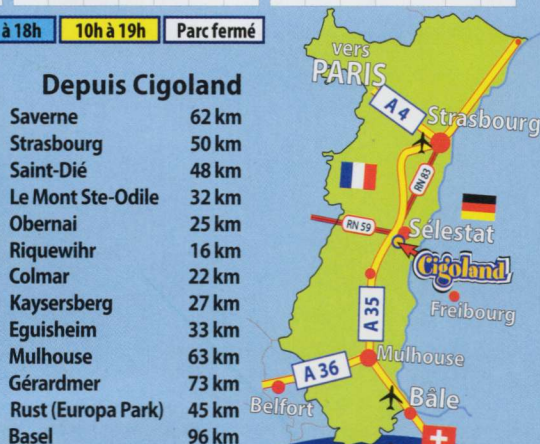 à 18h 10h à 19h Parc fermé
Depuis Cigoland
Saverne 62 km
Strasbourg 50 km
Saint-Dié 48 km
Le Mont Ste-Odile 32 km
Obernai 25 km
Riquewihr 16 km
Colmar 22 km
Kaysersberg 27 km
Eguisheim 33 km
Mulhouse 63 km
Gérardmer 73 km
Rust (Europa Park) 45 km
Basel 96 km
vers
PARIS
A 4
Strasbourg
RN 83
RN 59
Sélestat
Cigoland
Freibourg
A 35
Mulhouse
A 36
Belfort
Bâle